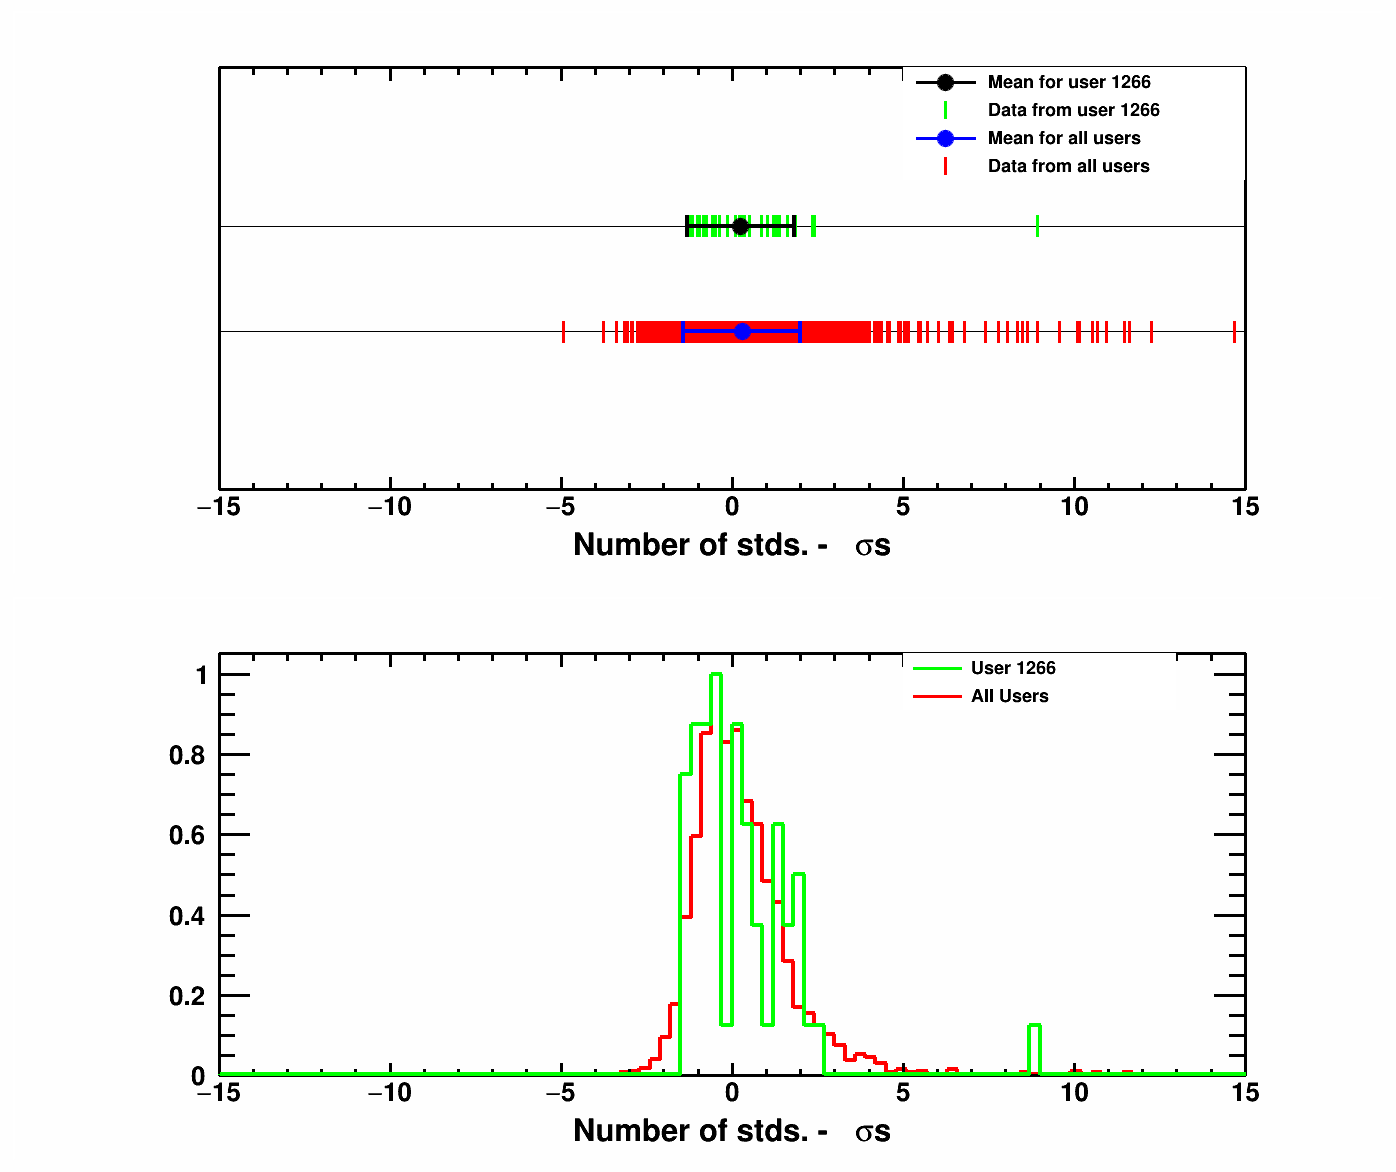 Mean for user 1266
Data from user 1266
Mean for all users
Data from all users
−15 −10 −5 0 5 10 15
Number of stds. - σs
User 1266
All Users
1
0.8
0.6
0.4
0.2
0
−15 −10 −5 0 5 10 15
Number of stds. - σs